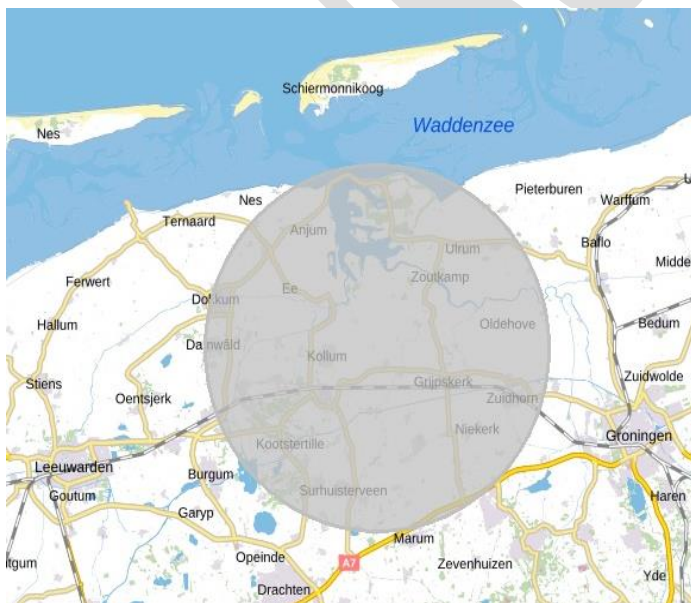 Schiermonnikoog
Nes
Waddenzee
Pieterburen
Warffum
Nes
Ternaard
Anjum
Ulrum
Baflo
Ferwert
Ee
Zoutkamp
Hallum
Oldehove
Bedum
Kollum
Stiens
Oentsjerk
Grijpskerk
Zuidhorn
Zuidwolde
Kootstertille
Niekerk
Groningen
Leeuwarden
Burgum
Goutum
Surhuisterveen
Haren
Garyp
Marum
Opeinde
A7
Zevenhuizen
Yde
Drachten